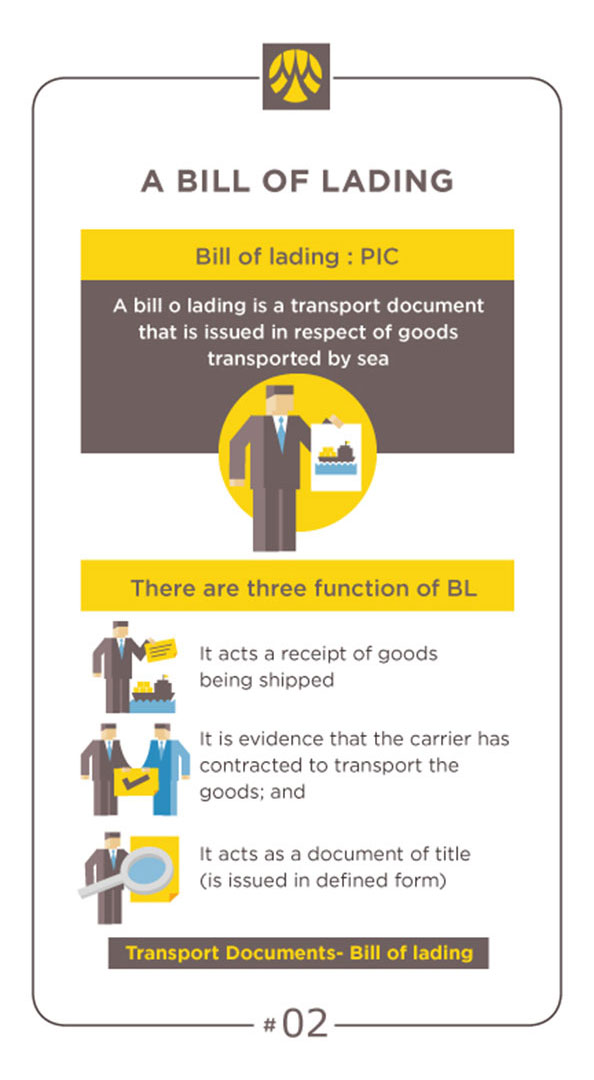 A BILL OF LADING
Bill of lading : PIC
A bill o lading is a transport document
that is issued in respect of goods
transported by sea
There are three function of BL
It acts a receipt of goods
being shipped
It is evidence that the carrier has
contracted to transport the
goods; and
It acts as a document of title
(is issued in defined form)
Transport Documents- Bill of lading
#02